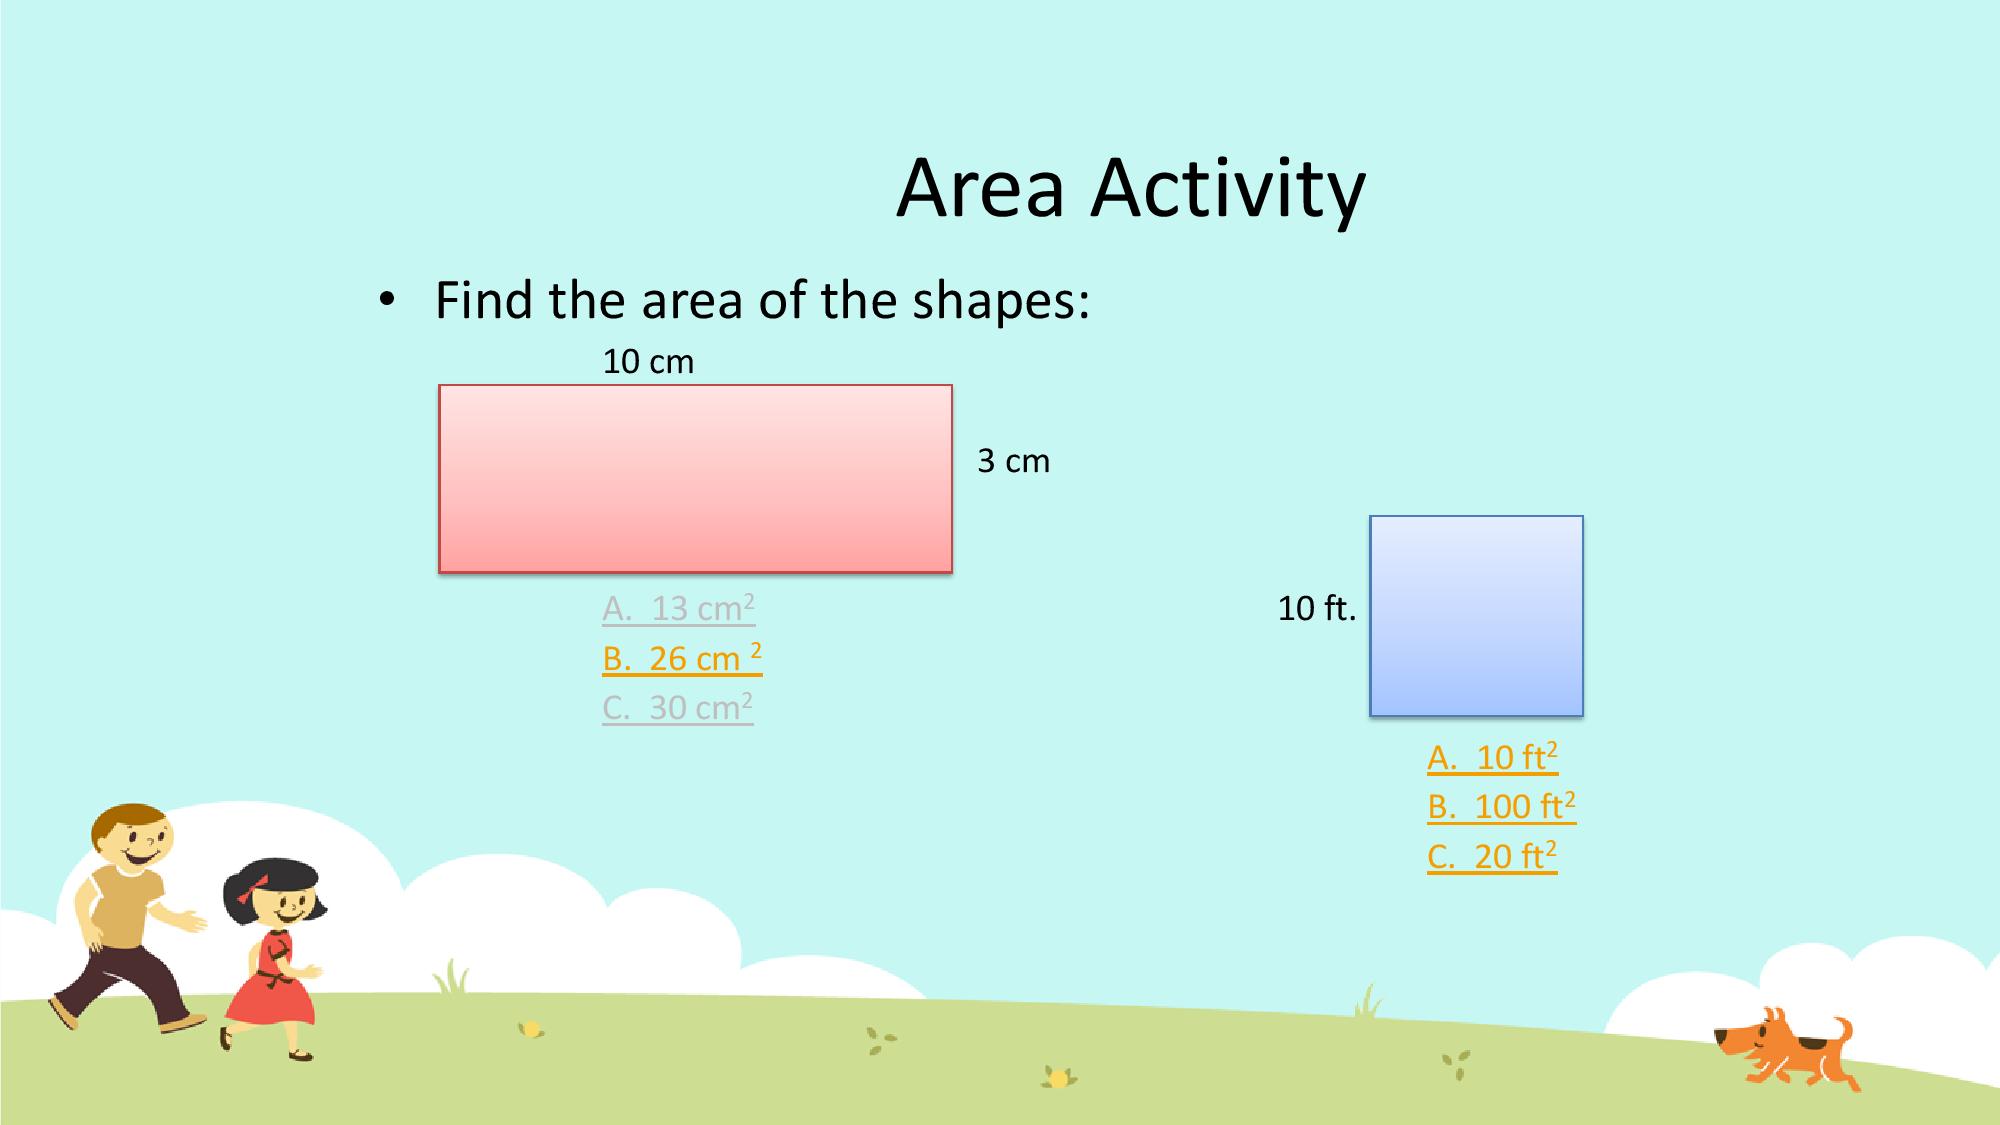 Area Activity
• Find the area of the shapes:
10 cm
3 cm
A. 13 cm²
B. 26 cm ²
C. 30 cm²
10 ft.
A. 10 ft²
B. 100 ft²
C. 20 ft²